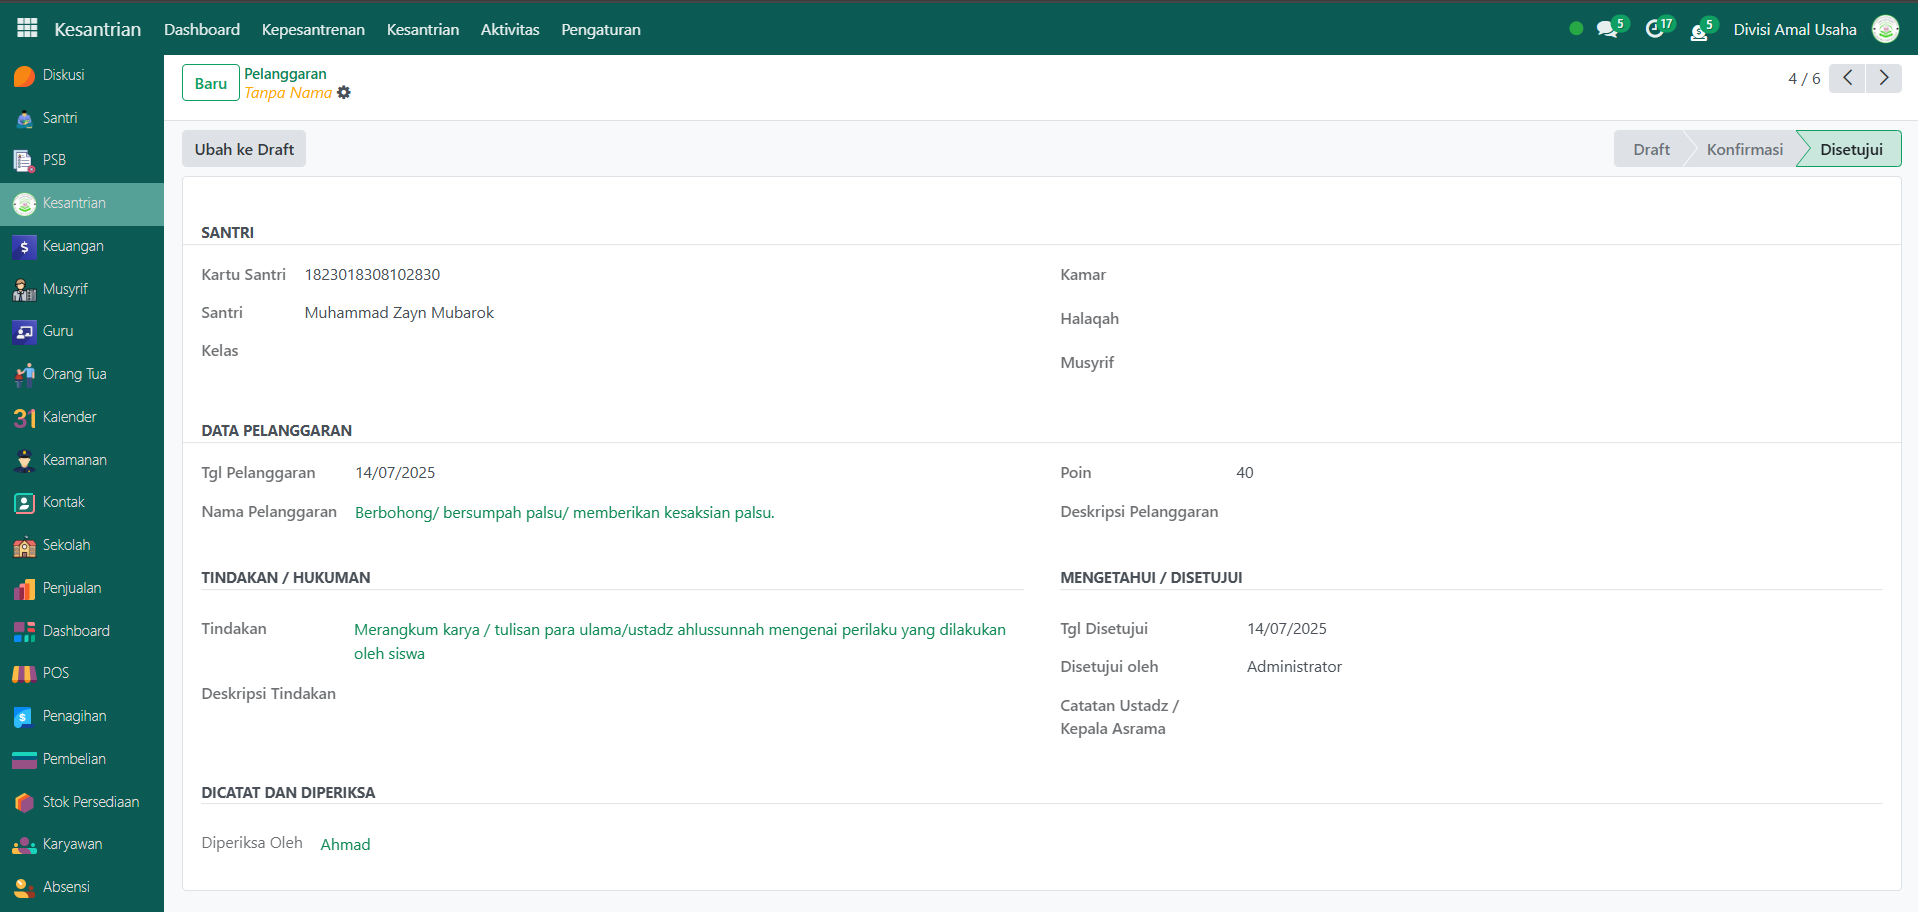 Kesantrian Dashboard Kepesantrenan Kesantrian Aktivitas Pengaturan 5 17 5 Divisi Amal Usaha
Diskusi
Santri
PSB
Kesantrian
Keuangan
Musyrif
Guru
Orang Tua
31 Kalender
Keamanan
Kontak
Sekolah
Penjualan
Dashboard
POS
Penagihan
Pembelian
Stok Persediaan
Karyawan
Absensi
Baru Pelanggaran
Tanpa Nama
4 / 6
Ubah ke Draft
Draft Konfirmasi Disetujui
SANTRI
Kartu Santri 1823018308102830
Santri Muhammad Zayn Mubarok
Kelas
Kamar
Halaqah
Musyrif
DATA PELANGGARAN
Tgl Pelanggaran 14/07/2025
Nama Pelanggaran Berbohong/ bersumpah palsu/ memberikan kesaksian palsu.
Poin 40
Deskripsi Pelanggaran
TINDAKAN / HUKUMAN
Tindakan Merangkum karya / tulisan para ulama/ustadz ahlussunnah mengenai perilaku yang dilakukan
oleh siswa
Deskripsi Tindakan
MENGETAHUI / DISETUJUI
Tgl Disetujui 14/07/2025
Disetujui oleh Administrator
Catatan Ustadz /
Kepala Asrama
DICATAT DAN DIPERIKSA
Diperiksa Oleh Ahmad